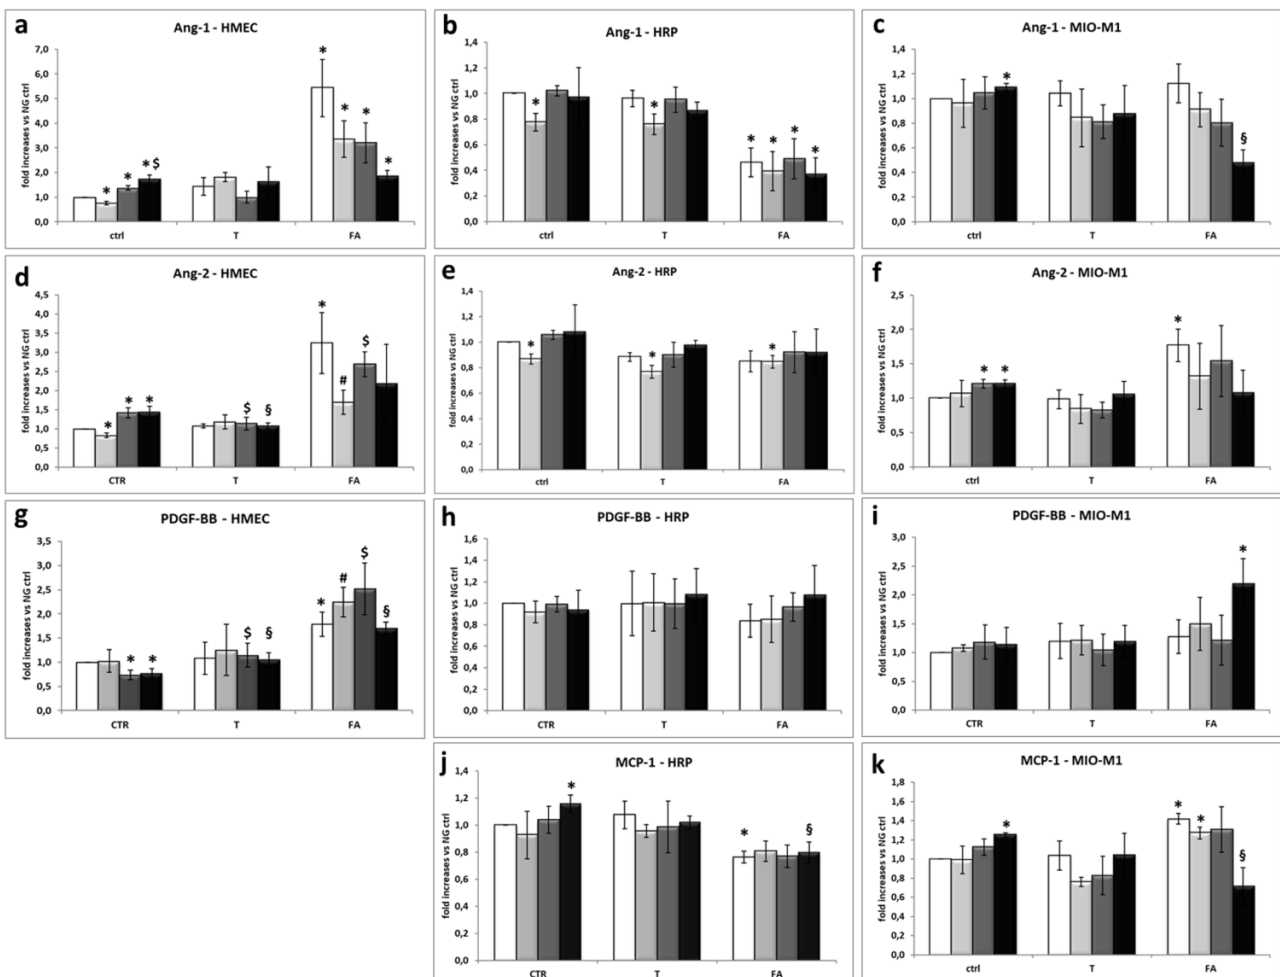 a
Ang-1 - HMEC
fold increases vs NG ctrl
7,0
6,0
5,0
4,0
3,0
2,0
1,0
0,0
* * *$
* * * *
ctrl T FA
b
Ang-1 - HRP
fold increases vs NG ctrl
1,4
1,2
1,0
0,8
0,6
0,4
0,2
0,0
* * * * * *
ctrl T FA
c
Ang-1 - MIO-M1
fold increases vs NG ctrl
1,4
1,2
1,0
0,8
0,6
0,4
0,2
0,0
* §
ctrl T FA
d
Ang-2 - HMEC
fold increases vs NG ctrl
4,5
4,0
3,5
3,0
2,5
2,0
1,5
1,0
0,5
0,0
* * * $ § * # $
CTR T FA
e
Ang-2 - HRP
fold increases vs NG ctrl
1,4
1,2
1,0
0,8
0,6
0,4
0,2
0,0
* * *
ctrl T FA
f
Ang-2 - MIO-M1
fold increases vs NG ctrl
2,5
2,0
1,5
1,0
0,5
0,0
* * *
ctrl T FA
g
PDGF-BB - HMEC
fold increases vs NG ctrl
3,5
3,0
2,5
2,0
1,5
1,0
0,5
0,0
* * $ § * # $ §
CTR T FA
h
PDGF-BB - HRP
fold increases vs NG ctrl
1,6
1,4
1,2
1,0
0,8
0,6
0,4
0,2
0,0
CTR T FA
i
PDGF-BB - MIO-M1
fold increases vs NG ctrl
3,0
2,5
2,0
1,5
1,0
0,5
0,0
*
CTR T FA
j
MCP-1 - HRP
fold increases vs NG ctrl
1,4
1,2
1,0
0,8
0,6
0,4
0,2
0,0
* * §
CTR T FA
k
MCP-1 - MIO-M1
fold increases vs NG ctrl
1,8
1,6
1,4
1,2
1,0
0,8
0,6
0,4
0,2
0,0
* * * §
ctrl T FA